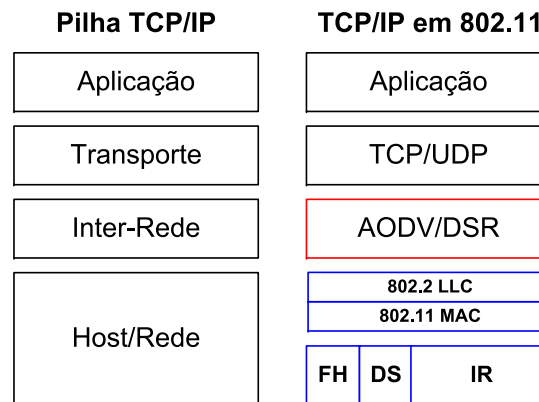 Pilha TCP/IP
TCP/IP em 802.11
Aplicação
Aplicação
Transporte
TCP/UDP
Inter-Rede
AODV/DSR
Host/Rede
802.2 LLC
802.11 MAC
FH
DS
IR